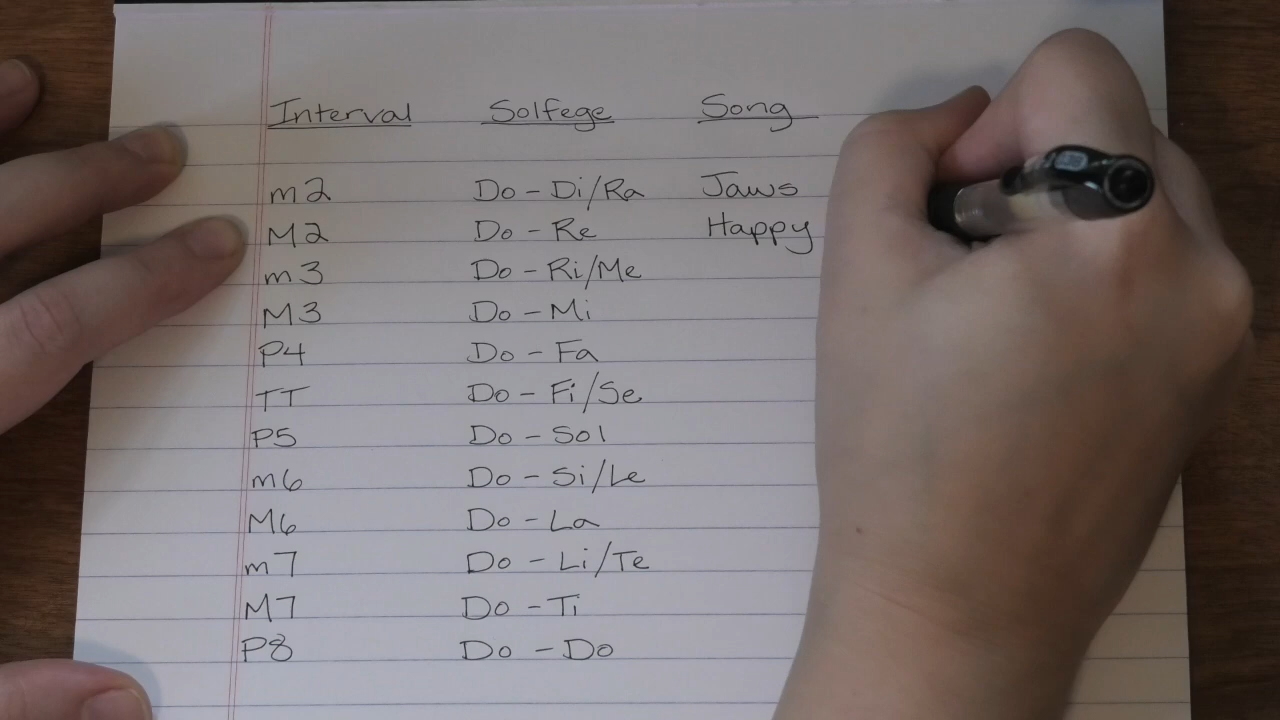 Interval Solfege Song
m2 Do - Di/Ra Jaws
M2 Do - Re Happy
m3 Do - Ri/Me
M3 Do - Mi
P4 Do - Fa
TT Do - Fi/Se
P5 Do - Sol
m6 Do - Si/Le
M6 Do - La
m7 Do - Li/Te
M7 Do - Ti
P8 Do - Do